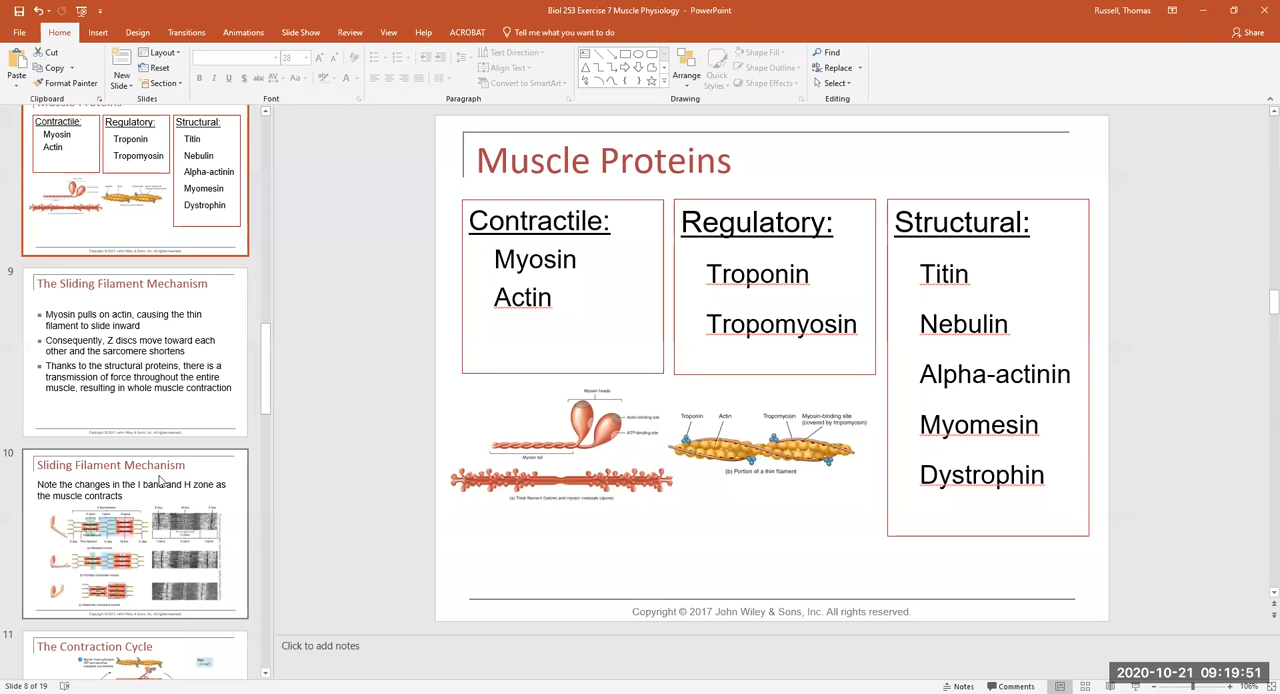 Biol 253 Exercise 7 Muscle Physiology - PowerPoint
Russell, Thomas
File Home Insert Design Transitions Animations Slide Show Review View Help ACROBAT Tell me what you want to do Share
Paste
Cut
Copy
Format Painter
Clipboard
New Slide
Layout
Reset
Section
Slides
28
B I U S abc AV Aa A
Font
Text Direction
Align Text
Convert to SmartArt
Paragraph
Arrange
Quick Styles
Shape Fill
Shape Outline
Shape Effects
Drawing
Find
Replace
Select
Editing
Contractile:
Myosin
Actin
Regulatory:
Troponin
Tropomyosin
Structural:
Titin
Nebulin
Alpha-actinin
Myomesin
Dystrophin
9
The Sliding Filament Mechanism
Myosin pulls on actin, causing the thin
filament to slide inward
Consequently, Z discs move toward each
other and the sarcomere shortens
Thanks to the structural proteins, there is a
transmission of force throughout the entire
muscle, resulting in whole muscle contraction
10
Sliding Filament Mechanism
Note the changes in the I band and H zone as
the muscle contracts
11
The Contraction Cycle
Muscle Proteins
Contractile:
Myosin
Actin
Regulatory:
Troponin
Tropomyosin
Structural:
Titin
Nebulin
Alpha-actinin
Myomesin
Dystrophin
Myosin heads
Actin-binding site
ATP-binding site
Myosin tail
(a) Thick filament (below) and myosin molecule (above)
Troponin
Actin
Tropomyosin
Myosin-binding site
(covered by tropomyosin)
(b) Portion of a thin filament
Copyright © 2017 John Wiley & Sons, Inc. All rights reserved.
Click to add notes
2020-10-21 09:19:51
Slide 8 of 19
Notes
Comments
106%